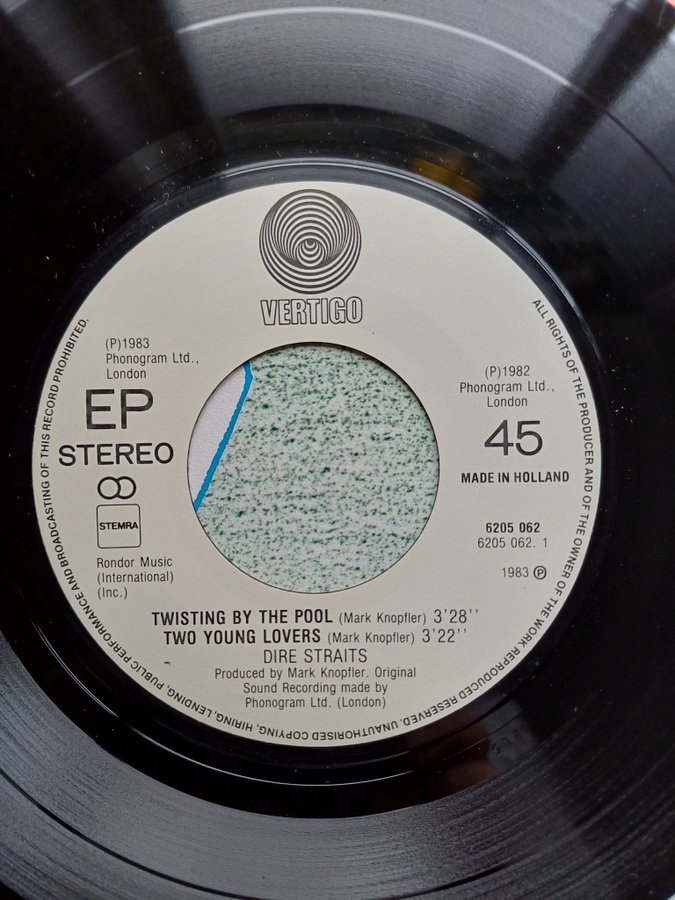 VERTIGO
(P)1983
Phonogram Ltd.,
London
EP
STEREO
STEMRA
Rondor Music
(International)
(Inc.)
(P)1982
Phonogram Ltd.,
London
45
MADE IN HOLLAND
6205 062
6205 062. 1
1983 Ⓟ
TWISTING BY THE POOL (Mark Knopfler) 3'28''
TWO YOUNG LOVERS (Mark Knopfler) 3'22''
DIRE STRAITS
Produced by Mark Knopfler. Original
Sound Recording made by
Phonogram Ltd. (London)
ALL RIGHTS OF THE PRODUCER AND OF THE OWNER OF THE WORK REPRODUCED RESERVED. UNAUTHORISED COPYING, HIRING, LENDING, PUBLIC PERFORMANCE AND BROADCASTING OF THIS RECORD PROHIBITED.